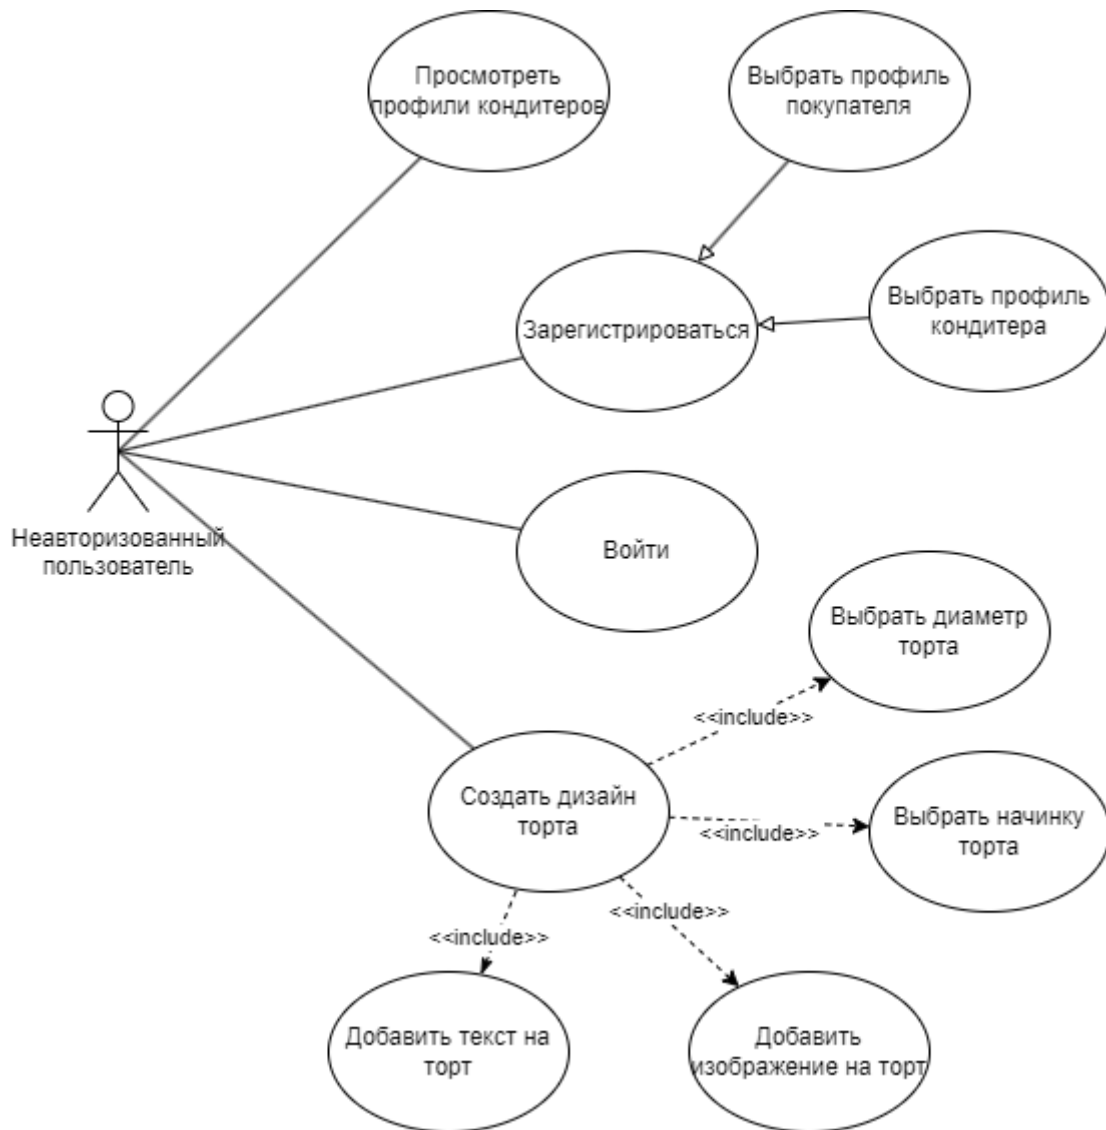 Просмотреть
профили кондитеров
Выбрать профиль
покупателя
Выбрать профиль
кондитера
Зарегистрироваться
Неавторизованный
пользователь
Войти
Выбрать диаметр
торта
<<include>>
Создать дизайн
торта
<<include>>
Выбрать начинку
торта
<<include>>
<<include>>
Добавить текст на
торт
Добавить
изображение на торт